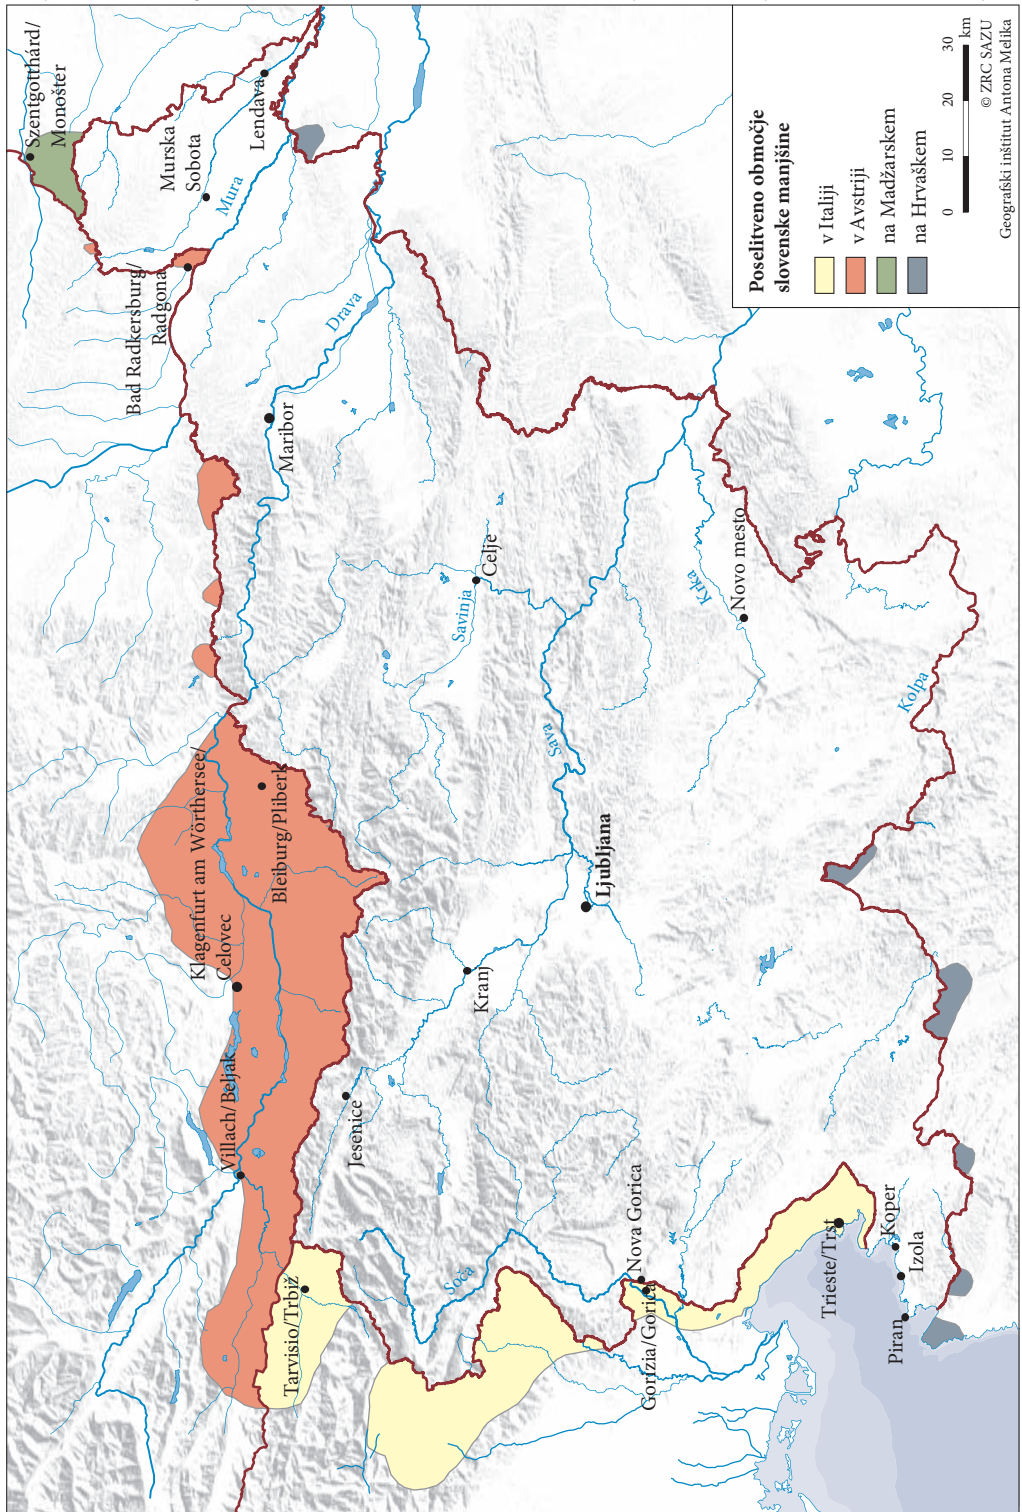 Szentgotthárd/
Monošter
Murska
Sobota
Lendava
Mura
Bad Radkersburg/
Radgona
Drava
Maribor
Klagenfurt am Wörthersee/
Celovec
Bleiburg/Pliberk
Villach/Beljak
Tarvisio/Trbiž
Jesenice
Kranj
Savinja
Celje
Sava
Ljubljana
Krka
Novo mesto
Kolpa
Soča
Nova Gorica
Gorizia/Gorica
Trieste/Trst
Koper
Izola
Piran
Poselitveno območje
slovenske manjšine
v Italiji
v Avstriji
na Madžarskem
na Hrvaškem
0 10 20 30
km
© ZRC SAZU
Geografski inštitut Antona Melika